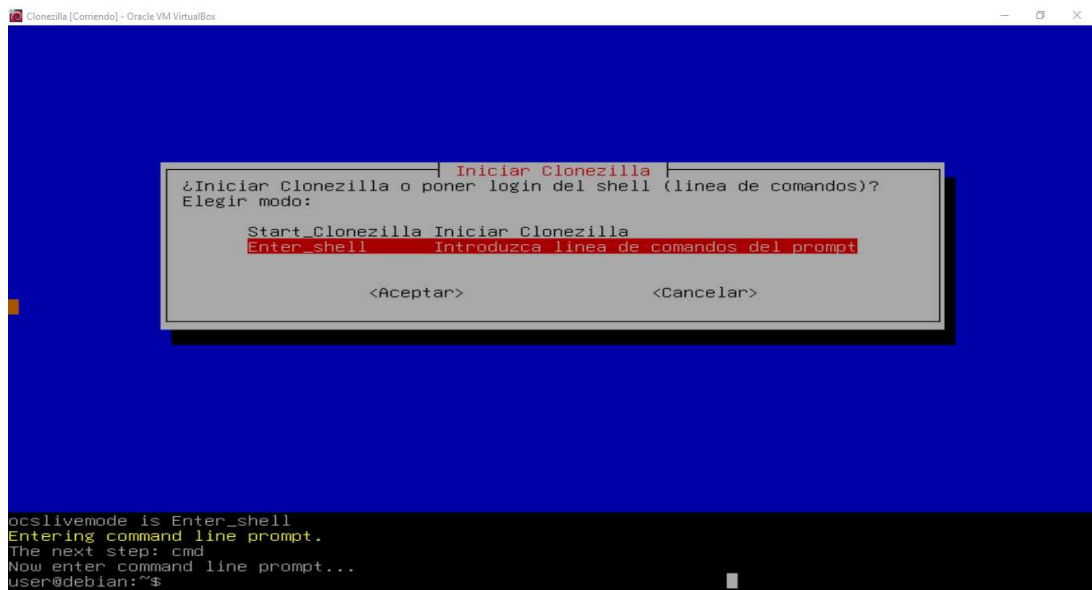 Clonezilla [Corriendo] - Oracle VM VirtualBox
Iniciar Clonezilla
¿Iniciar Clonezilla o poner login del shell (linea de comandos)?
Elegir modo:
Start_Clonezilla Iniciar Clonezilla
Enter_shell Introduzca linea de comandos del prompt
<Aceptar> <Cancelar>
ocslivemode is Enter_shell
Entering command line prompt.
The next step: cmd
Now enter command line prompt...
user@debian:~$